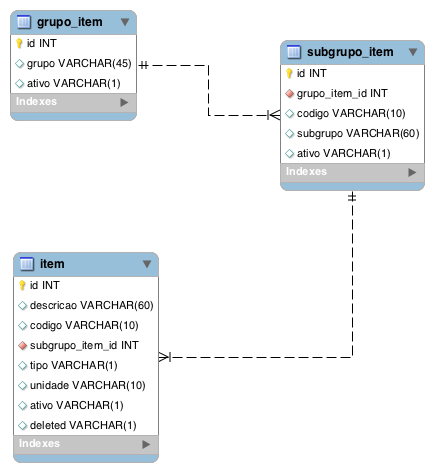 grupo_item
id INT
grupo VARCHAR(45)
ativo VARCHAR(1)
Indexes
subgrupo_item
id INT
grupo_item_id INT
codigo VARCHAR(10)
subgrupo VARCHAR(60)
ativo VARCHAR(1)
Indexes
item
id INT
descricao VARCHAR(60)
codigo VARCHAR(10)
subgrupo_item_id INT
tipo VARCHAR(1)
unidade VARCHAR(10)
ativo VARCHAR(1)
deleted VARCHAR(1)
Indexes